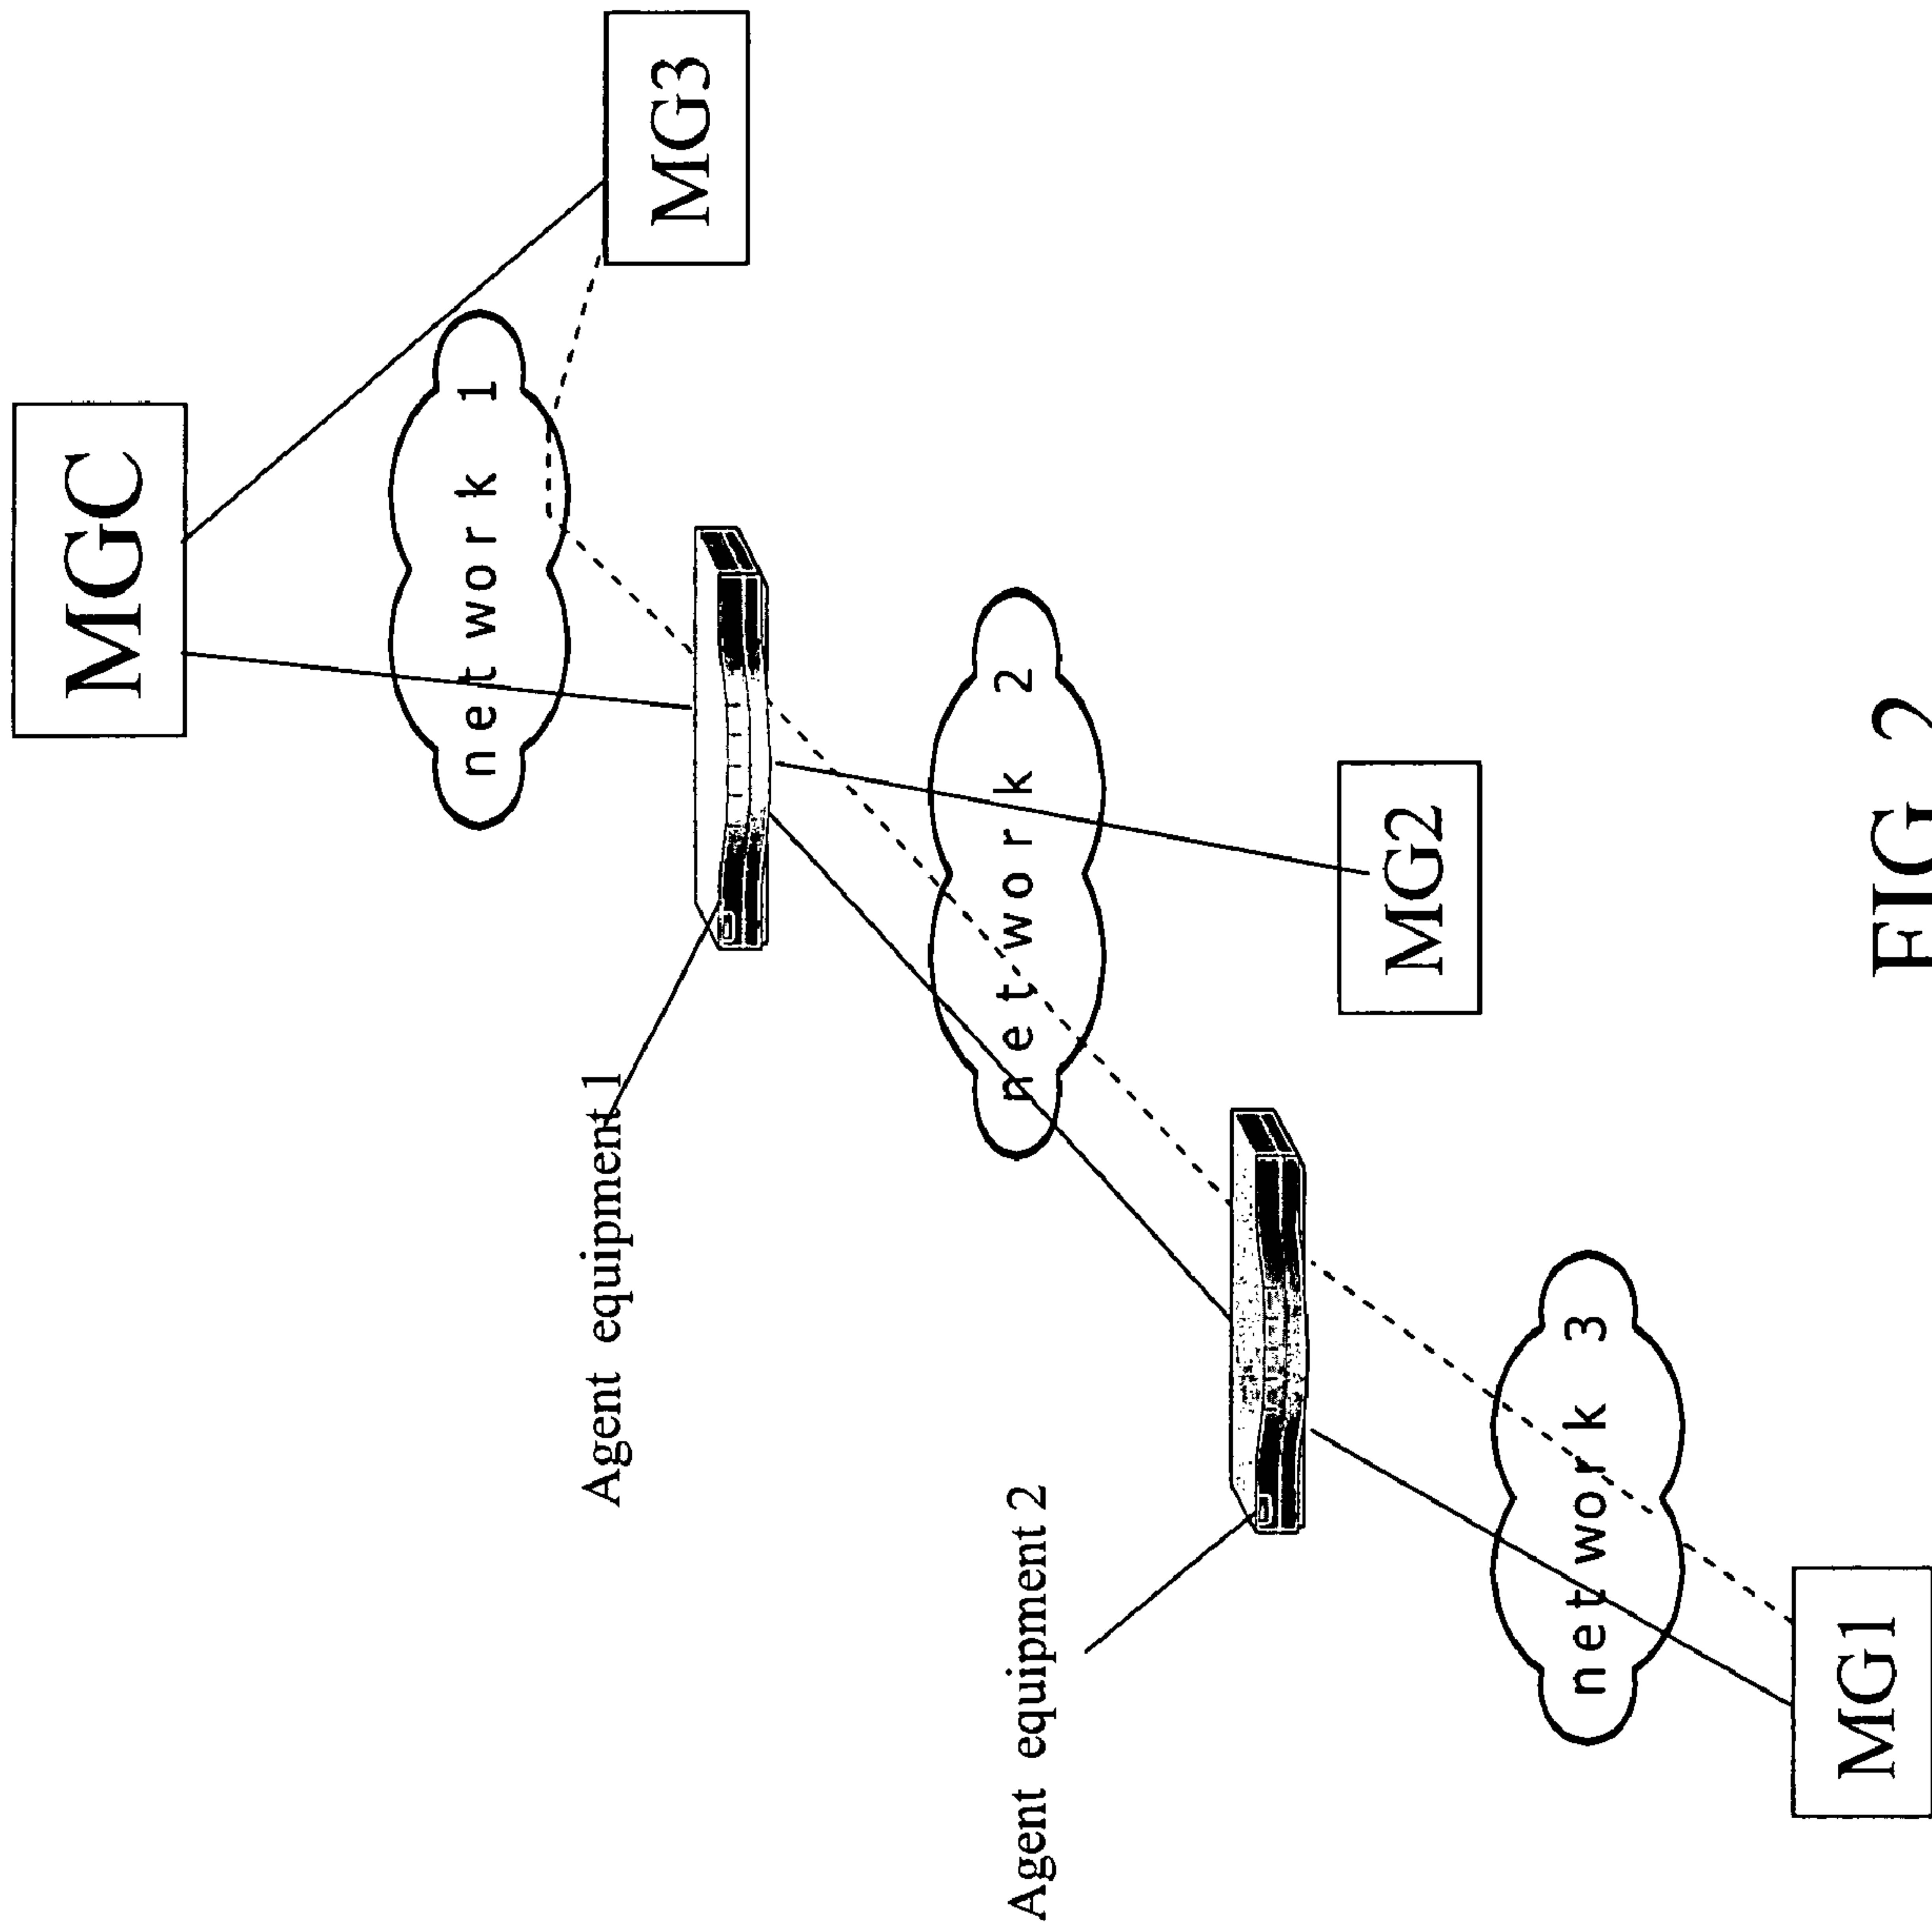 MGC
MG3
network 1
Agent equipment 1
network 2
MG2
Agent equipment 2
network 3
MG1
FIG 2